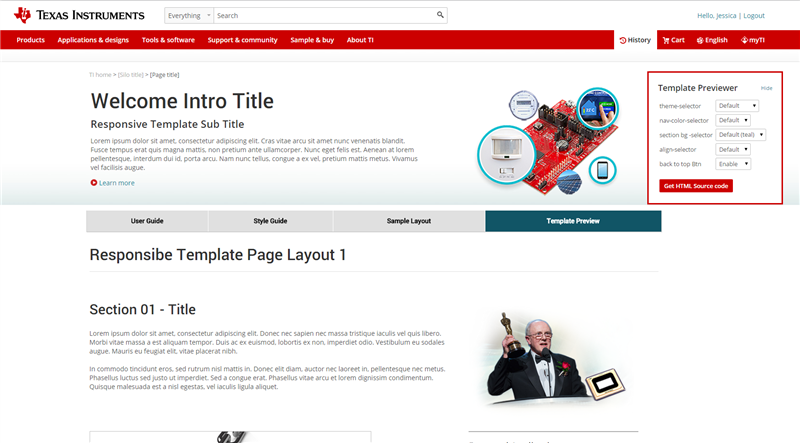 TEXAS INSTRUMENTS
Everything
Search
Hello, Jessica | Logout
Products
Applications & designs
Tools & software
Support & community
Sample & buy
About TI
History
Cart
English
myTI
TI home > [Silo title] > [Page title]
Welcome Intro Title
Responsive Template Sub Title
Lorem ipsum dolor sit amet, consectetur adipiscing elit. Cras vitae arcu sit amet nunc venenatis blandit.
Fusce tempus erat quis magna mattis, non pretium ante ullamcorper. Nunc eget felis est. Aenean at lorem
pellentesque, interdum dui id, porta arcu. Nam nunc tellus, congue a ex vel, pretium mattis metus. Vivamus
vel facilisis augue.
Learn more
Template Previewer
Hide
theme-selector
Default
nav-color-selector
Default
section bg -selector
Default (teal)
align-selector
Default
back to top Btn
Enable
Get HTML Source code
User Guide
Style Guide
Sample Layout
Template Preview
Responsibe Template Page Layout 1
Section 01 - Title
Lorem ipsum dolor sit amet, consectetur adipiscing elit. Donec nec sapien nec massa tristique iaculis vel quis libero.
Morbi vitae massa a est aliquam tempor. Duis ac ex euismod, lobortis ex non, imperdiet odio. Vestibulum eu sodales
augue. Mauris eu feugiat elit, vitae placerat nibh.
In commodo tincidunt eros, sed rutrum nisl mattis in. Donec elit diam, auctor nec laoreet in, pellentesque nec metus.
Phasellus luctus sed justo ut imperdiet. Sed a congue erat. Phasellus vitae arcu et lorem dignissim condimentum.
Quisque malesuada est a nisl egestas, vel iaculis ligula aliquet.